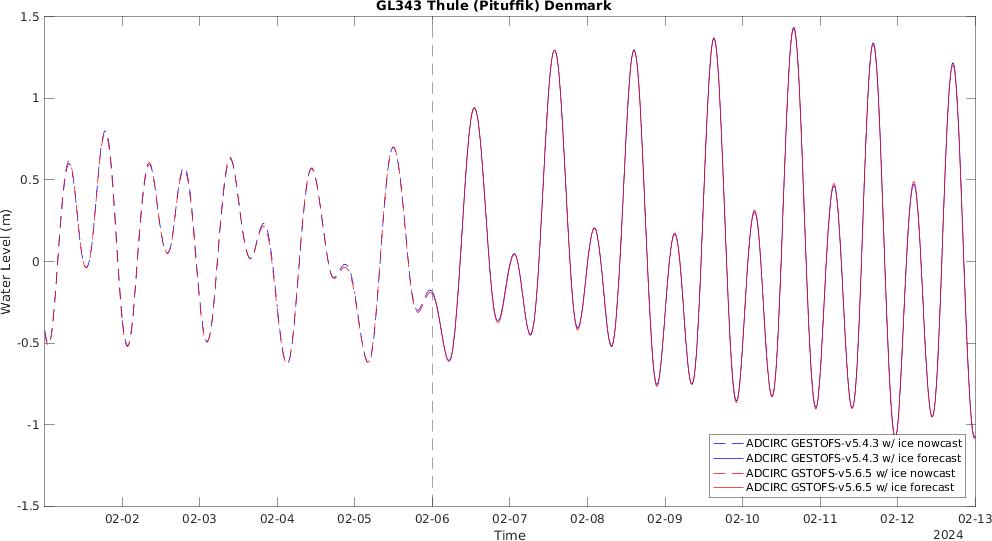 GL343 Thule (Pituffik) Denmark
1.5
1
0.5
0
-0.5
-1
-1.5
Water Level (m)
ADCIRC GESTOFS-v5.4.3 w/ ice nowcast
ADCIRC GESTOFS-v5.4.3 w/ ice forecast
ADCIRC GSTOFS-v5.6.5 w/ ice nowcast
ADCIRC GSTOFS-v5.6.5 w/ ice forecast
02-02 02-03 02-04 02-05 02-06 02-07 02-08 02-09 02-10 02-11 02-12 02-13
Time
2024